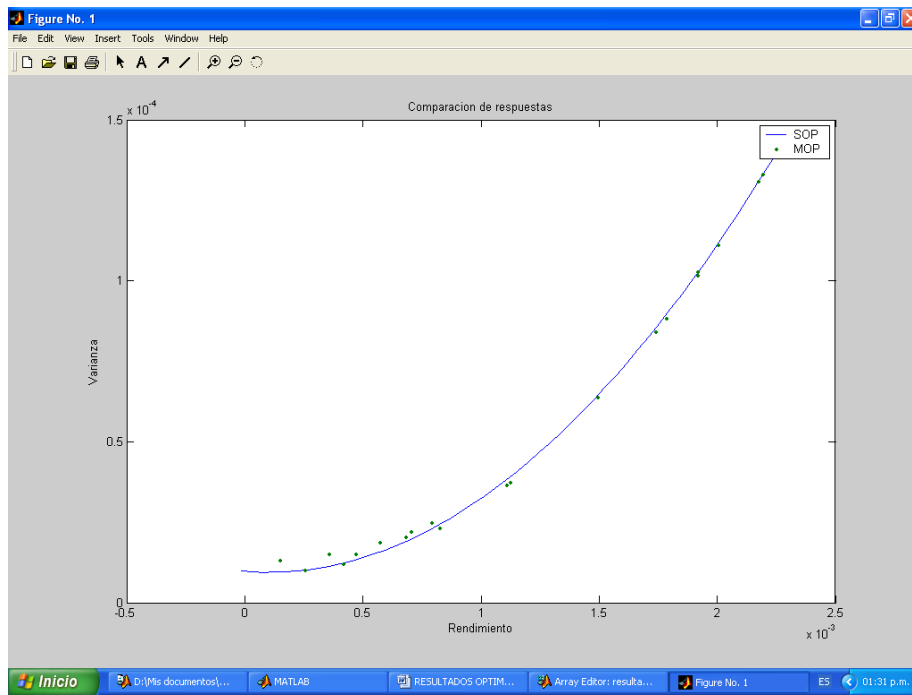 Figure No. 1
File Edit View Insert Tools Window Help
A
x 10^-4
Comparacion de respuestas
1.5
SOP
MOP
1
Varianza
0.5
0
-0.5 0 0.5 1 1.5 2 2.5
Rendimiento
x 10^-3
Inicio D:\Mis documentos\... MATLAB RESULTADOS OPTIM... Array Editor: resulta... Figure No. 1 ES 01:31 p.m.